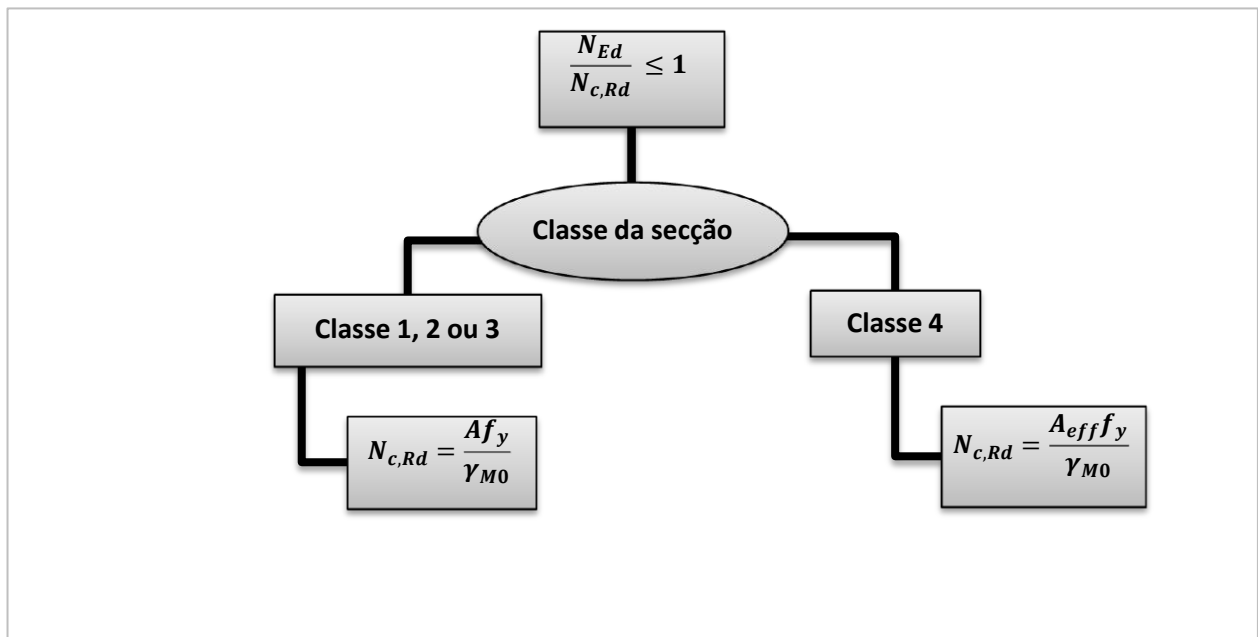 N_Ed / N_c,Rd ≤ 1
Classe da secção
Classe 1, 2 ou 3
Classe 4
N_c,Rd = A f_y / γ_M0
N_c,Rd = A_eff f_y / γ_M0